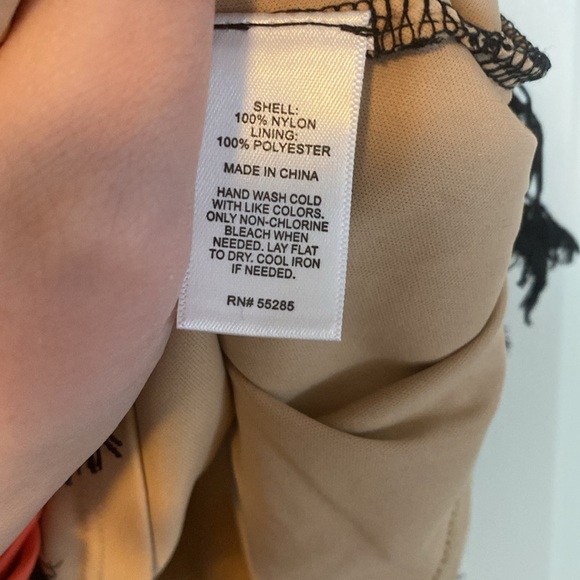 SHELL:
100% NYLON
LINING:
100% POLYESTER
MADE IN CHINA
HAND WASH COLD
WITH LIKE COLORS.
ONLY NON-CHLORINE
BLEACH WHEN
NEEDED. LAY FLAT
TO DRY. COOL IRON
IF NEEDED.
RN# 55285